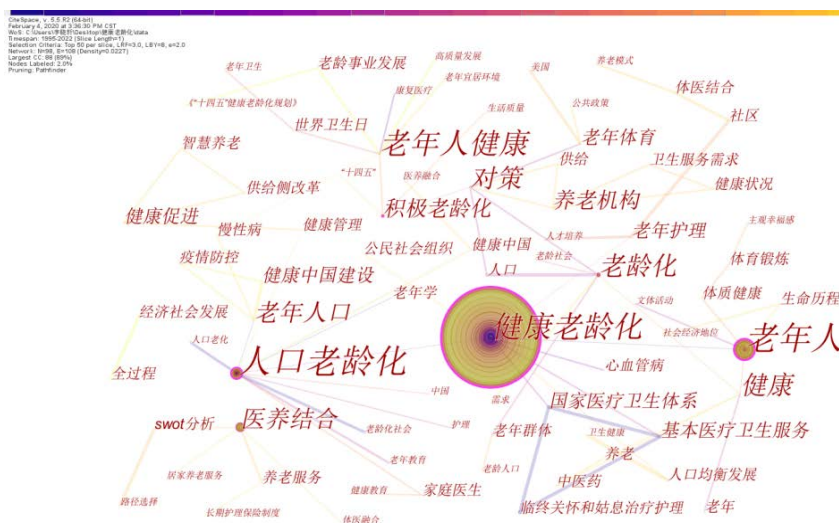 CiteSpace, v. 5.5.R2 (64-bit)
February 4, 2020 at 3:36:30 PM CST
Timespan: 1995-2022 (Slice Length=1)
Selection Criteria: Top 50 per slice, LRF=3.0, LBY=8, e=2.0
Network: N=98, E=108 (Density=0.0227)
Largest CC: 88 (89%)
Nodes Labeled: 2.0%
Pruning: Pathfinder
高质量发展
美国
养老模式
老年卫生
老龄事业发展
老年宜居环境
体医结合
康复医疗
《“十四五”健康老龄化规划》
生活质量
公共政策
社区
世界卫生日
智慧养老
老年人健康
老年体育
供给
卫生服务需求
“十四五”
医养融合
对策
供给侧改革
养老机构
健康状况
健康促进
积极老龄化
慢性病
健康管理
主观幸福感
公民社会组织
健康中国
人才培养
老年护理
疫情防控
老龄社会
体育锻炼
健康中国建设
人口
老龄化
老年学
体质健康
生命历程
经济社会发展
老年人口
文体活动
健康老龄化
社会经济地位
老年人
人口老化
人口老龄化
心血管病
全过程
健康
中国
需求
国家医疗卫生体系
swot分析
医养结合
老龄化社会
护理
老年群体
卫生健康
基本医疗卫生服务
养老
老年教育
老龄人口
居家养老服务
养老服务
中医药
人口均衡发展
健康教育
家庭医生
路径选择
临终关怀和姑息治疗护理
老年
长期护理保险制度
体医融合